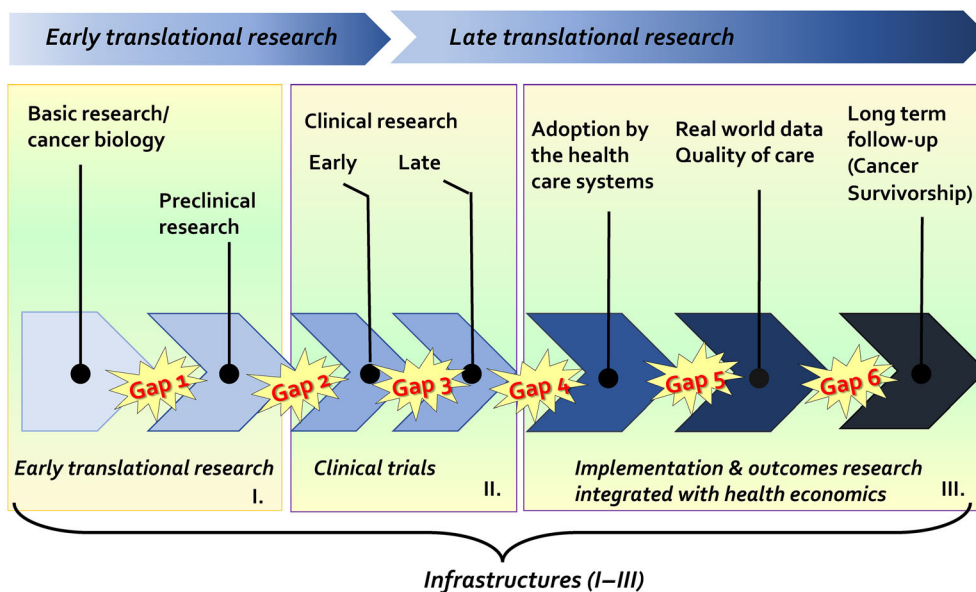 Early translational research
Late translational research
Basic research/
cancer biology
Preclinical
research
Clinical research
Early
Late
Adoption by
the health
care systems
Real world data
Quality of care
Long term
follow-up
(Cancer
Survivorship)
Gap 1
Gap 2
Gap 3
Gap 4
Gap 5
Gap 6
Early translational research
I.
Clinical trials
II.
Implementation & outcomes research
integrated with health economics
III.
Infrastructures (I–III)